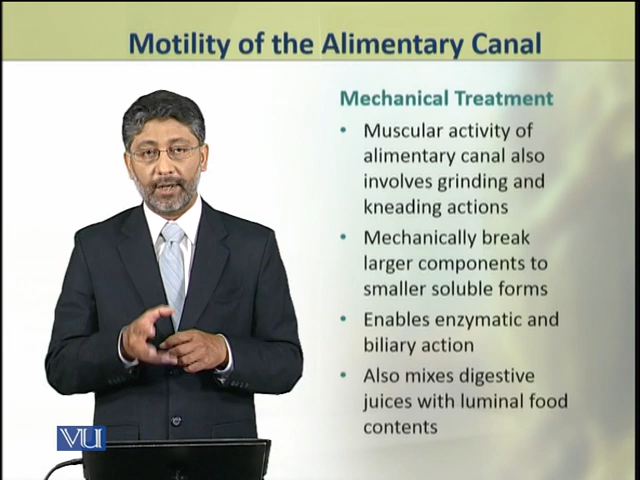 Motility of the Alimentary Canal
Mechanical Treatment
• Muscular activity of
alimentary canal also
involves grinding and
kneading actions
• Mechanically break
larger components to
smaller soluble forms
• Enables enzymatic and
biliary action
• Also mixes digestive
juices with luminal food
contents
VU